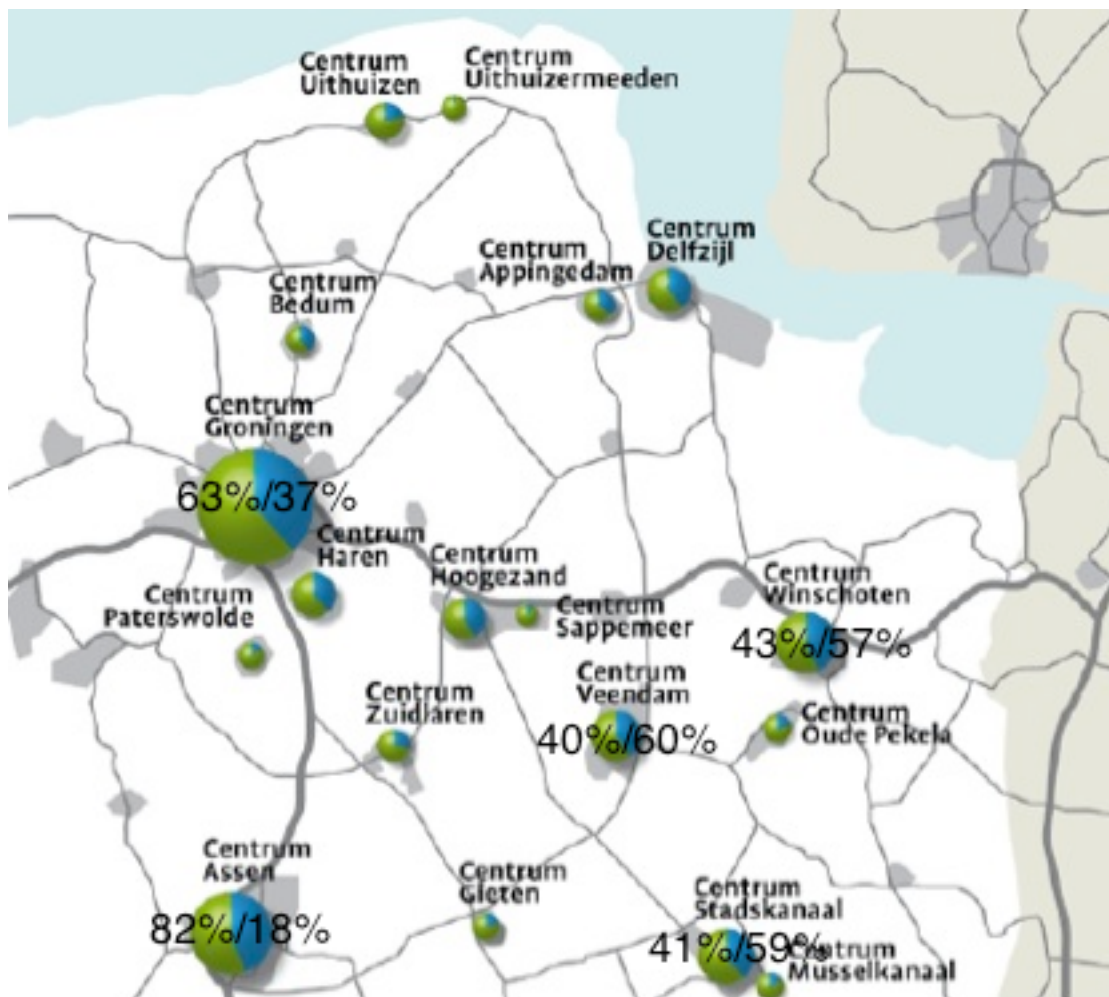 Centrum
Uithuizen
Centrum
Uithuizermeeden
Centrum
Appingedam
Centrum
Delfzijl
Centrum
Bedum
Centrum
Groningen
63%/37%
Centrum
Haren
Centrum
Hoogezand
Centrum
Paterswolde
Centrum
Sappemeer
Centrum
Winschoten
43%/57%
Centrum
Zuidlaren
Centrum
Veendam
40%/60%
Centrum
Oude Pekela
Centrum
Assen
82%/18%
Centrum
Gieten
Centrum
Stadskanaal
41%/59%
Centrum
Musselkanaal